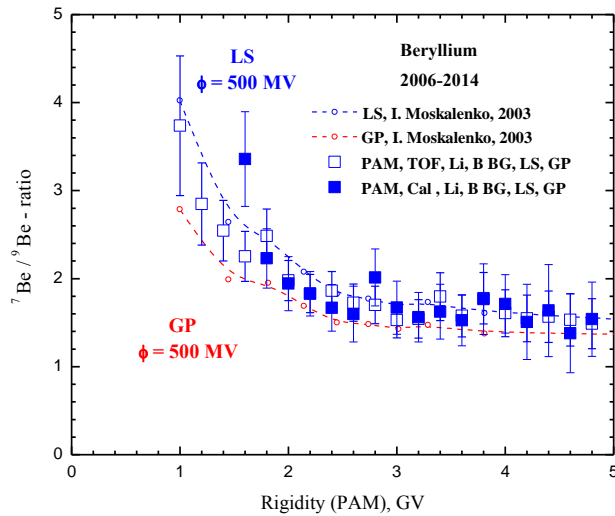 5
4
3
2
1
0
⁷Be / ⁹Be - ratio
LS
ϕ = 500 MV
GP
ϕ = 500 MV
Beryllium
2006-2014
LS, I. Moskalenko, 2003
GP, I. Moskalenko, 2003
PAM, TOF, Li, B BG, LS, GP
PAM, Cal , Li, B BG, LS, GP
0 1 2 3 4 5
Rigidity (PAM), GV